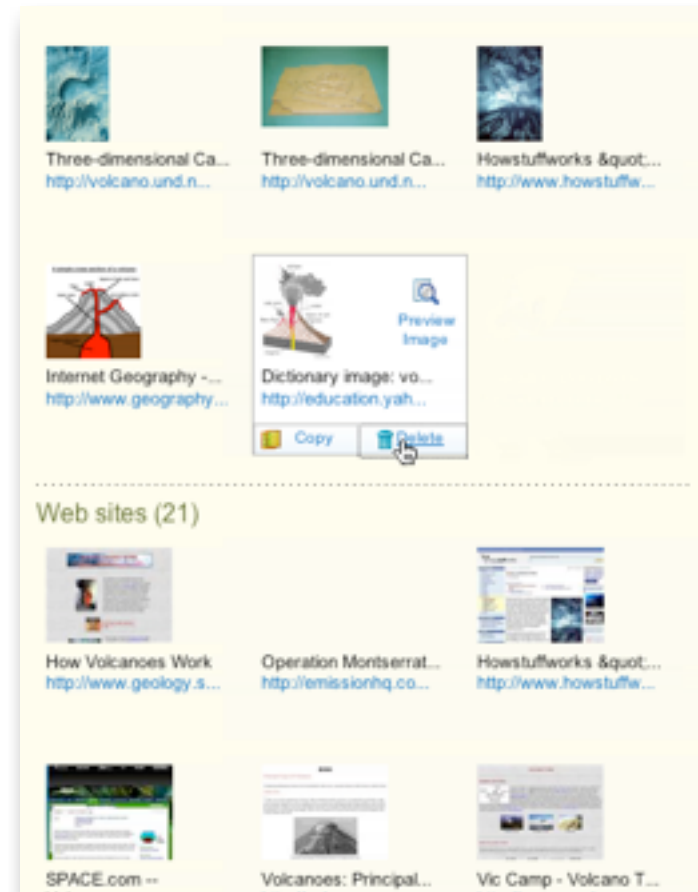 Three-dimensional Ca...
http://volcano.und.n...
Three-dimensional Ca...
http://volcano.und.n...
Howstuffworks &quot;...
http://www.howstuffw...
Internet Geography -...
http://www.geography...
Preview
Image
Dictionary image: vo...
http://education.yah...
Copy
Delete
Web sites (21)
How Volcanoes Work
http://www.geology.s...
Operation Montserrat...
http://emissionhq.co...
Howstuffworks &quot;...
http://www.howstuffw...
SPACE.com --
Volcanoes: Principal...
Vic Camp - Volcano T...